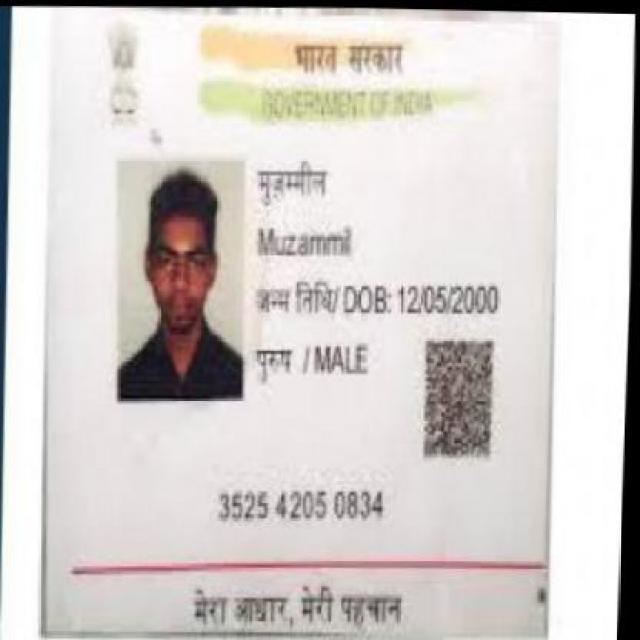 भारत सरकार
GOVERNMENT OF INDIA
मुज़म्मील
Muzammil
जन्म तिथि/ DOB: 12/05/2000
पुरुष / MALE
3525 4205 0834
मेरा आधार, मेरी पहचान